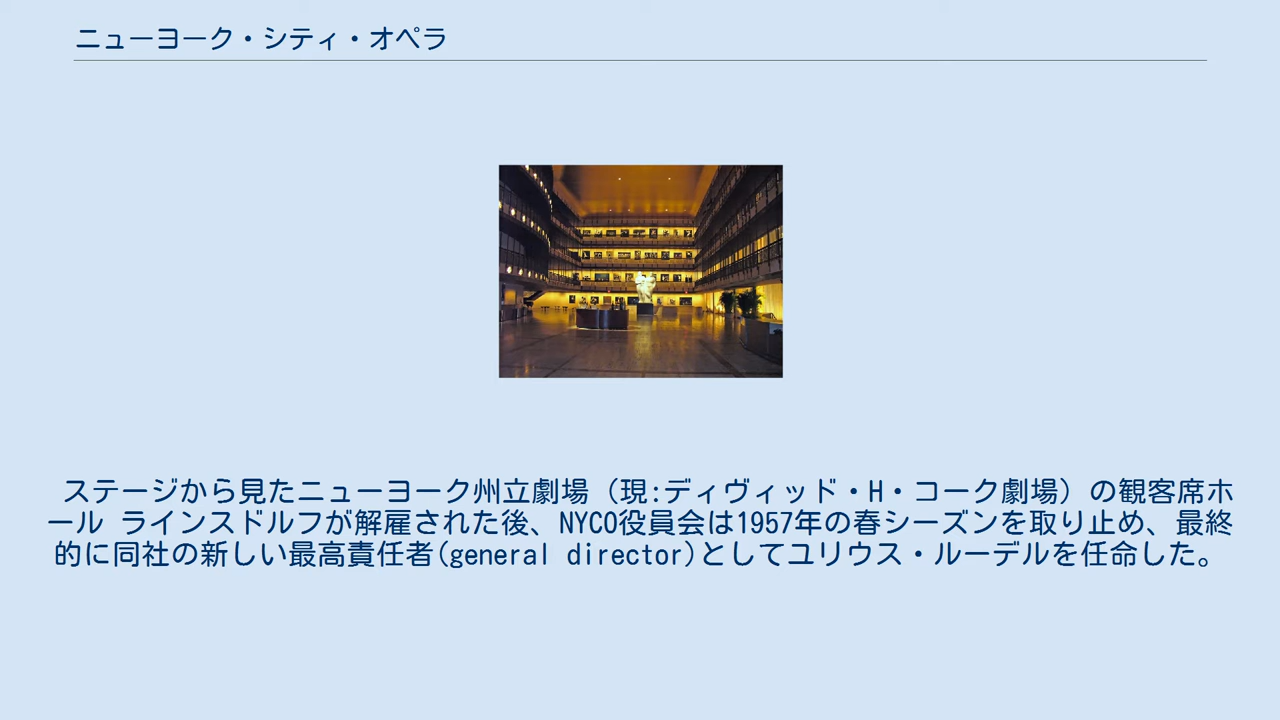 ニューヨーク・シティ・オペラ
ステージから見たニューヨーク州立劇場（現:ディヴィッド・H・コーク劇場）の観客席ホ
ール ラインスドルフが解雇された後、NYCO役員会は1957年の春シーズンを取り止め、最終
的に同社の新しい最高責任者(general director)としてユリウス・ルーデルを任命した。